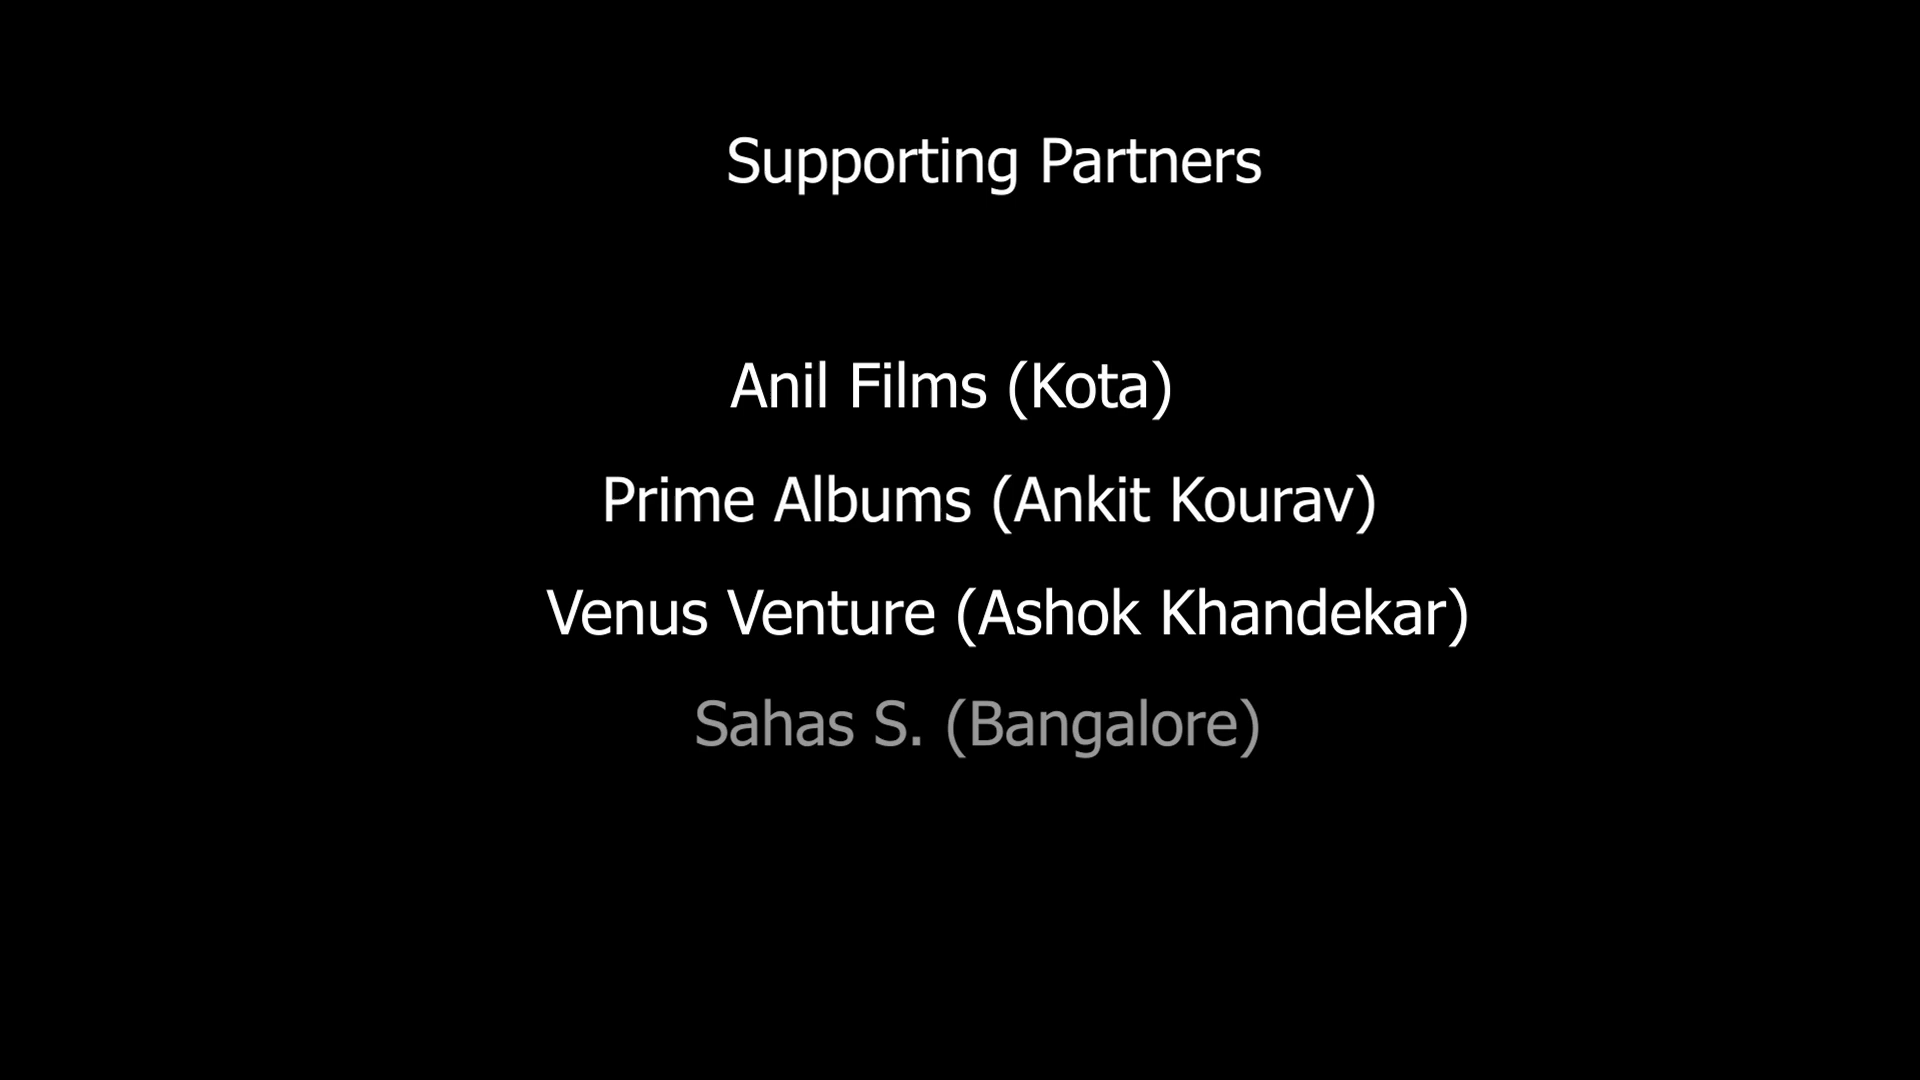 Supporting Partners
Anil Films (Kota)
Prime Albums (Ankit Kourav)
Venus Venture (Ashok Khandekar)
Sahas S. (Bangalore)